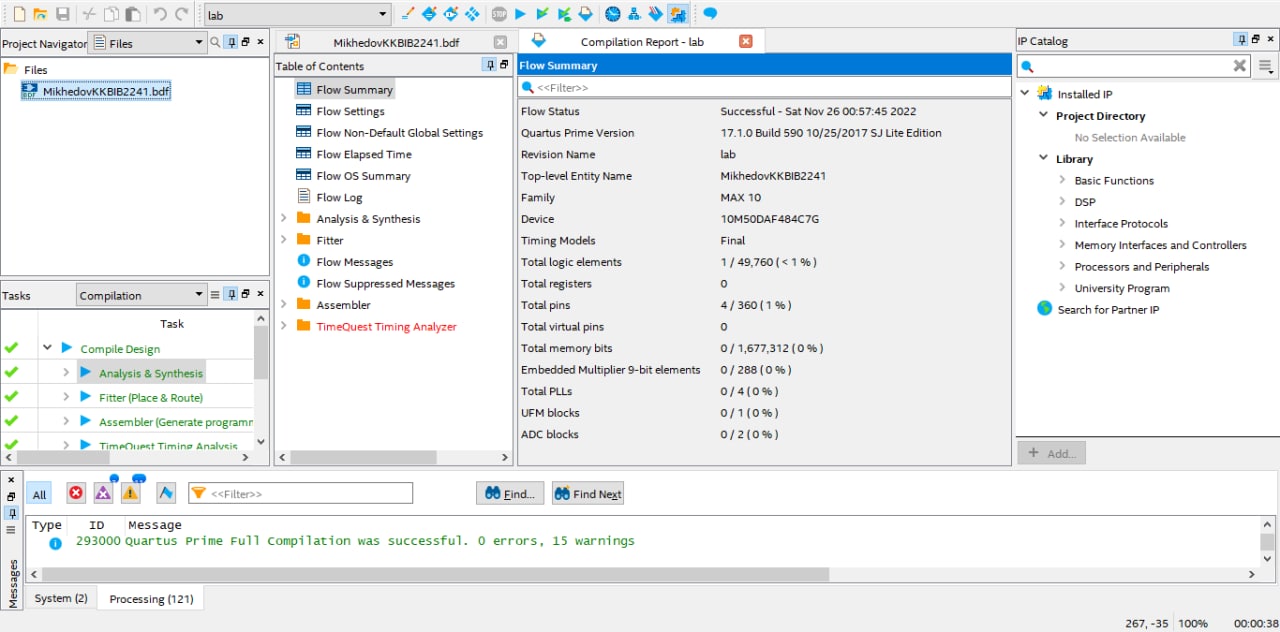 lab
Project Navigator Files
Files
MikhedovKKBIB2241.bdf
Tasks Compilation
Task
Compile Design
Analysis & Synthesis
Fitter (Place & Route)
Assembler (Generate programm
TimeQuest Timing Analysis
MikhedovKKBIB2241.bdf
Compilation Report - lab
Table of Contents
Flow Summary
Flow Settings
Flow Non-Default Global Settings
Flow Elapsed Time
Flow OS Summary
Flow Log
Analysis & Synthesis
Fitter
Flow Messages
Flow Suppressed Messages
Assembler
TimeQuest Timing Analyzer
Flow Summary
<<Filter>>
Flow Status Successful - Sat Nov 26 00:57:45 2022
Quartus Prime Version 17.1.0 Build 590 10/25/2017 SJ Lite Edition
Revision Name lab
Top-level Entity Name MikhedovKKBIB2241
Family MAX 10
Device 10M50DAF484C7G
Timing Models Final
Total logic elements 1 / 49,760 ( < 1 % )
Total registers 0
Total pins 4 / 360 ( 1 % )
Total virtual pins 0
Total memory bits 0 / 1,677,312 ( 0 % )
Embedded Multiplier 9-bit elements 0 / 288 ( 0 % )
Total PLLs 0 / 4 ( 0 % )
UFM blocks 0 / 1 ( 0 % )
ADC blocks 0 / 2 ( 0 % )
IP Catalog
Installed IP
Project Directory
No Selection Available
Library
Basic Functions
DSP
Interface Protocols
Memory Interfaces and Controllers
Processors and Peripherals
University Program
Search for Partner IP
+ Add...
All <<Filter>> Find... Find Next
Type ID Message
293000 Quartus Prime Full Compilation was successful. 0 errors, 15 warnings
Messages
System (2) Processing (121)
267, -35 100% 00:00:38